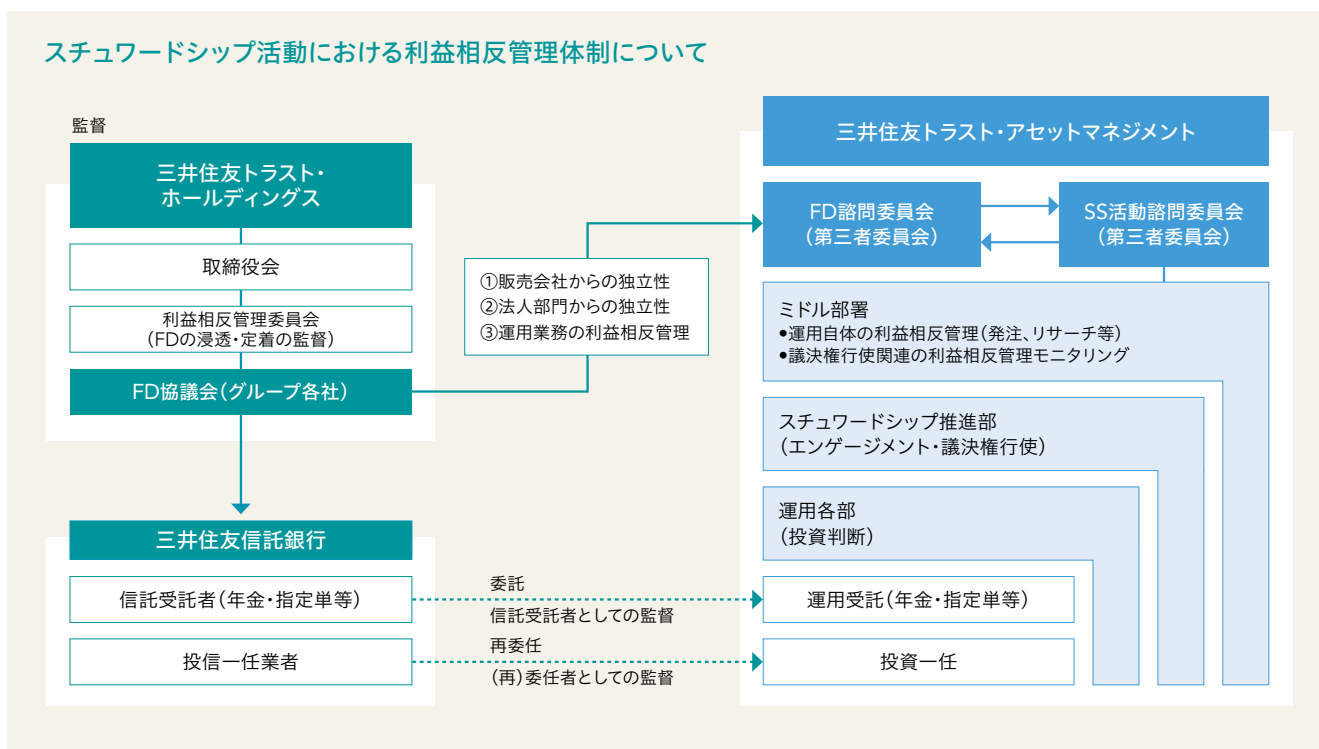 スチュワードシップ活動における利益相反管理体制について
監督
三井住友トラスト・
ホールディングス
取締役会
利益相反管理委員会
(FDの浸透・定着の監督)
FD協議会(グループ各社)
①販売会社からの独立性
②法人部門からの独立性
③運用業務の利益相反管理
三井住友信託銀行
信託受託者(年金・指定単等)
投信一任業者
委託
信託受託者としての監督
再委任
(再)委任者としての監督
三井住友トラスト・アセットマネジメント
FD諮問委員会
(第三者委員会)
SS活動諮問委員会
(第三者委員会)
ミドル部署
●運用自体の利益相反管理(発注、リサーチ等)
●議決権行使関連の利益相反管理モニタリング
スチュワードシップ推進部
(エンゲージメント・議決権行使)
運用各部
(投資判断)
運用受託(年金・指定単等)
投資一任